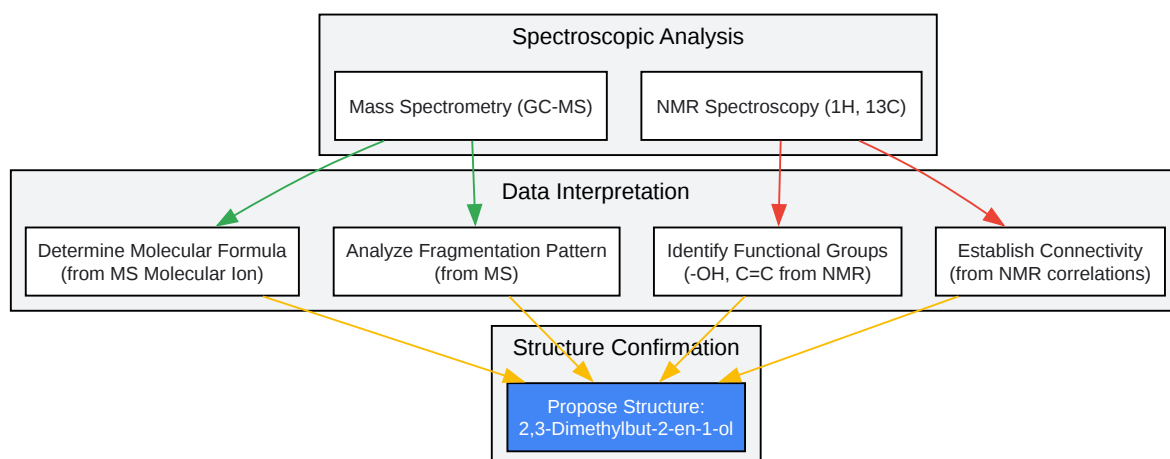 Spectroscopic Analysis
Mass Spectrometry (GC-MS)
NMR Spectroscopy (1H, 13C)
Data Interpretation
Determine Molecular Formula
(from MS Molecular Ion)
Analyze Fragmentation Pattern
(from MS)
Identify Functional Groups
(-OH, C=C from NMR)
Establish Connectivity
(from NMR correlations)
Structure Confirmation
Propose Structure:
2,3-Dimethylbut-2-en-1-ol